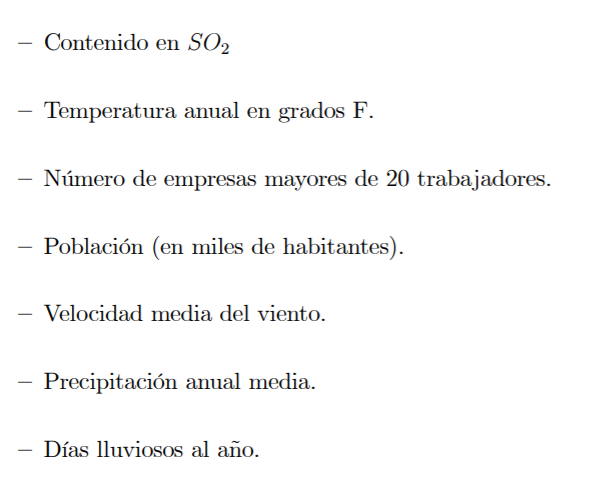 – Contenido en SO₂
– Temperatura anual en grados F.
– Número de empresas mayores de 20 trabajadores.
– Población (en miles de habitantes).
– Velocidad media del viento.
– Precipitación anual media.
– Días lluviosos al año.